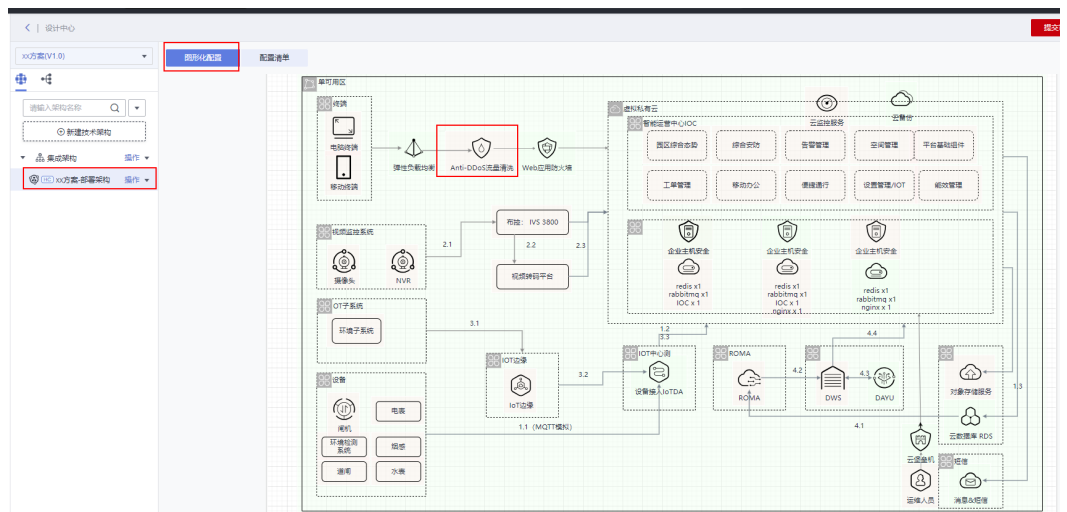 设计中心
提交
xx方案(V1.0)
图形化配置
配置清单
请输入架构名称
新建技术架构
集成架构
操作
HC
xx方案-部署架构
操作
单可用区
终端
电脑终端
移动终端
弹性负载均衡
Anti-DDoS流量清洗
Web应用防火墙
虚拟私有云
云监控服务
云备份
智能运营中心IOC
园区综合态势
综合安防
告警管理
空间管理
平台基础组件
工单管理
移动办公
便捷通行
设置管理/IOT
能效管理
视频监控系统
摄像头
NVR
2.1
布控: IVS 3800
2.2
2.3
视频转码平台
企业主机安全
企业主机安全
企业主机安全
redis x1
rabbitmq x1
IOC x 1
redis x1
rabbitmq x1
IOC x 1
nginx x 1
redis x1
rabbitmq x1
nginx x 1
OT子系统
环境子系统
3.1
IOT边缘
IoT边缘
3.2
1.2
3.3
IOT中心测
设备接入IoTDA
ROMA
ROMA
4.2
4.4
DWS
4.3
DAYU
4.1
对象存储服务
1.3
云数据库 RDS
设备
闸机
电表
环境检测
系统
烟感
道闸
水表
1.1（MQTT模拟）
云堡垒机
运维人员
短信
消息&短信